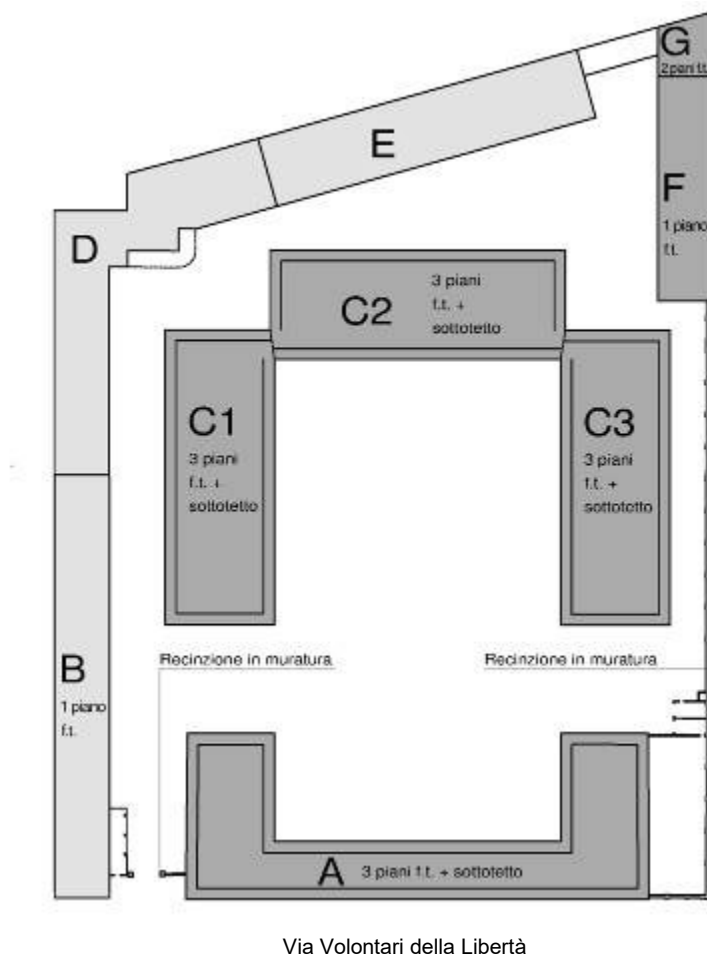 G
2 piani f.t.
E
F
1 piano
f.t.
D
C2
3 piani
f.t. +
sottotetto
C1
3 piani
f.t. +
sottotetto
C3
3 piani
f.t. +
sottotetto
Recinzione in muratura
Recinzione in muratura
B
1 piano
f.t.
A
3 piani f.t. + sottotetto
Via Volontari della Libertà